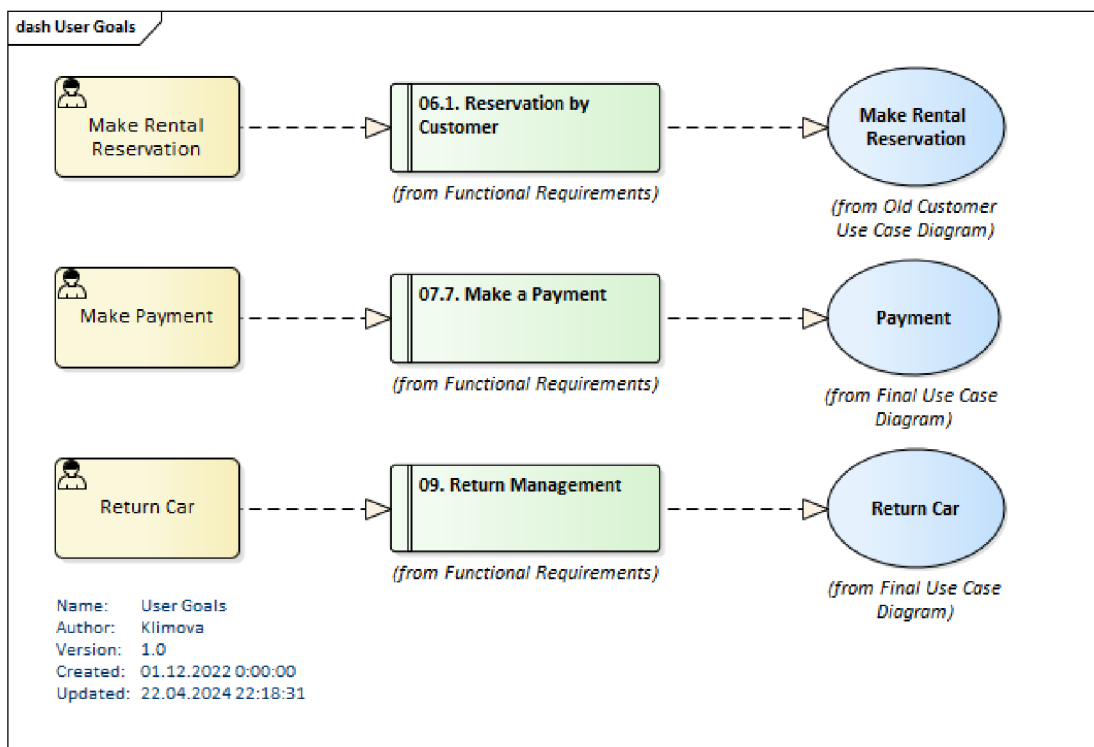 dash User Goals
Make Rental
Reservation
06.1. Reservation by
Customer
(from Functional Requirements)
Make Rental
Reservation
(from Old Customer
Use Case Diagram)
Make Payment
07.7. Make a Payment
(from Functional Requirements)
Payment
(from Final Use Case
Diagram)
Return Car
09. Return Management
(from Functional Requirements)
Return Car
(from Final Use Case
Diagram)
Name: User Goals
Author: Klimova
Version: 1.0
Created: 01.12.2022 0:00:00
Updated: 22.04.2024 22:18:31